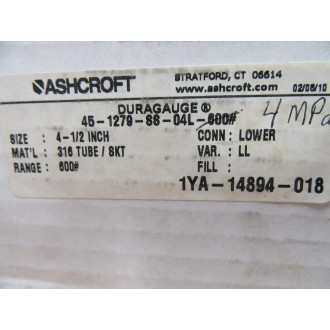 ASHCROFT
STRATFORD, CT 06614
www.ashcroft.com 02/08/10
DURAGAUGE®
45-1279-SS-04L-600# 4 MPa
SIZE : 4-1/2 INCH CONN: LOWER
MAT'L : 316 TUBE / SKT VAR. : LL
RANGE : 600# FILL :
1YA-14894-018